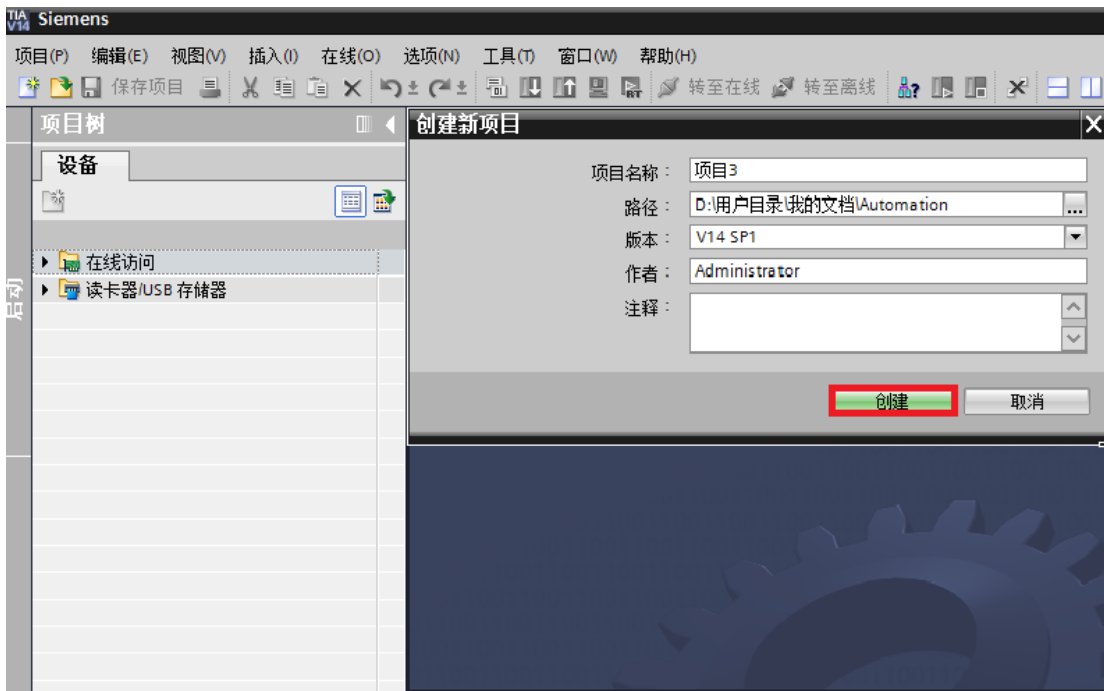 TIA V14 Siemens
项目(P) 编辑(E) 视图(V) 插入(I) 在线(O) 选项(N) 工具(T) 窗口(W) 帮助(H)
保存项目 转至在线 转至离线
项目树
创建新项目
设备
项目名称： 项目3
路径： D:\用户目录\我的文档\Automation ...
版本： V14 SP1
作者： Administrator
注释：
在线访问
读卡器/USB 存储器
启动
创建 取消